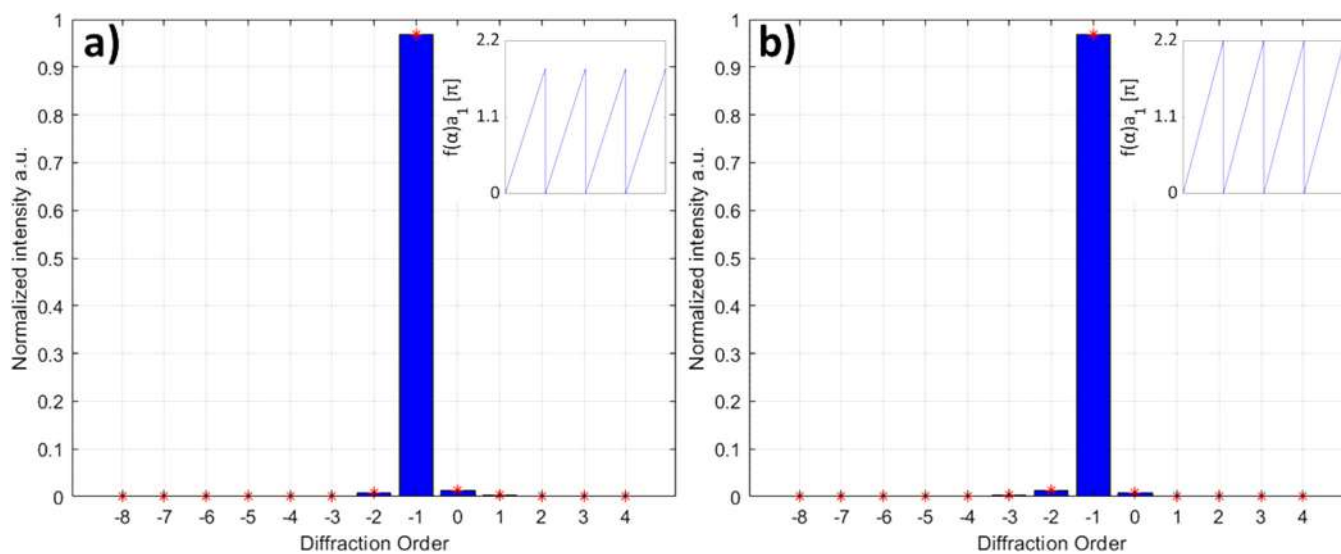 a)
Normalized intensity a.u.
1
0.9
0.8
0.7
0.6
0.5
0.4
0.3
0.2
0.1
0
-8 -7 -6 -5 -4 -3 -2 -1 0 1 2 3 4
Diffraction Order
f(α)a₁ [π]
2.2
1.1
0
b)
Normalized intensity a.u.
1
0.9
0.8
0.7
0.6
0.5
0.4
0.3
0.2
0.1
0
-8 -7 -6 -5 -4 -3 -2 -1 0 1 2 3 4
Diffraction Order
f(α)a₁ [π]
2.2
1.1
0